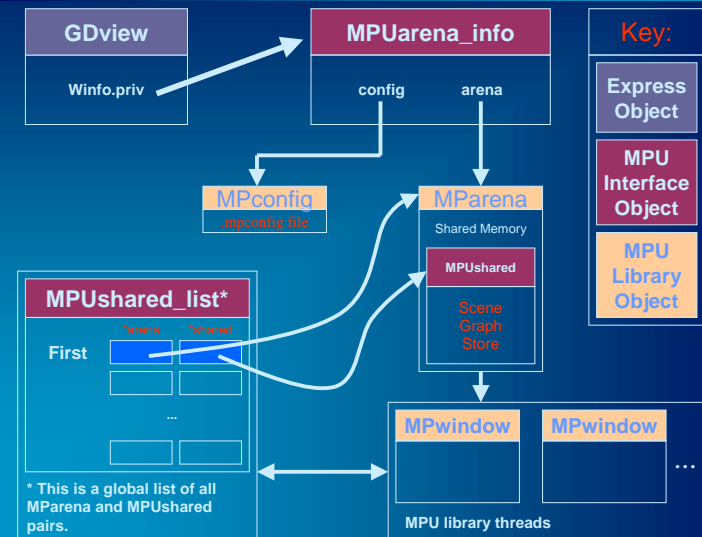 GDview
Winfo.priv
MPUarena_info
config
arena
Key:
Express
Object
MPU
Interface
Object
MPU
Library
Object
MPconfig
.mpconfig file
MParena
Shared Memory
MPUshared
Scene
Graph
Store
MPUshared_list*
*arena
*shared
First
...
* This is a global list of all
MParena and MPUshared
pairs.
MPwindow
MPwindow
...
MPU library threads